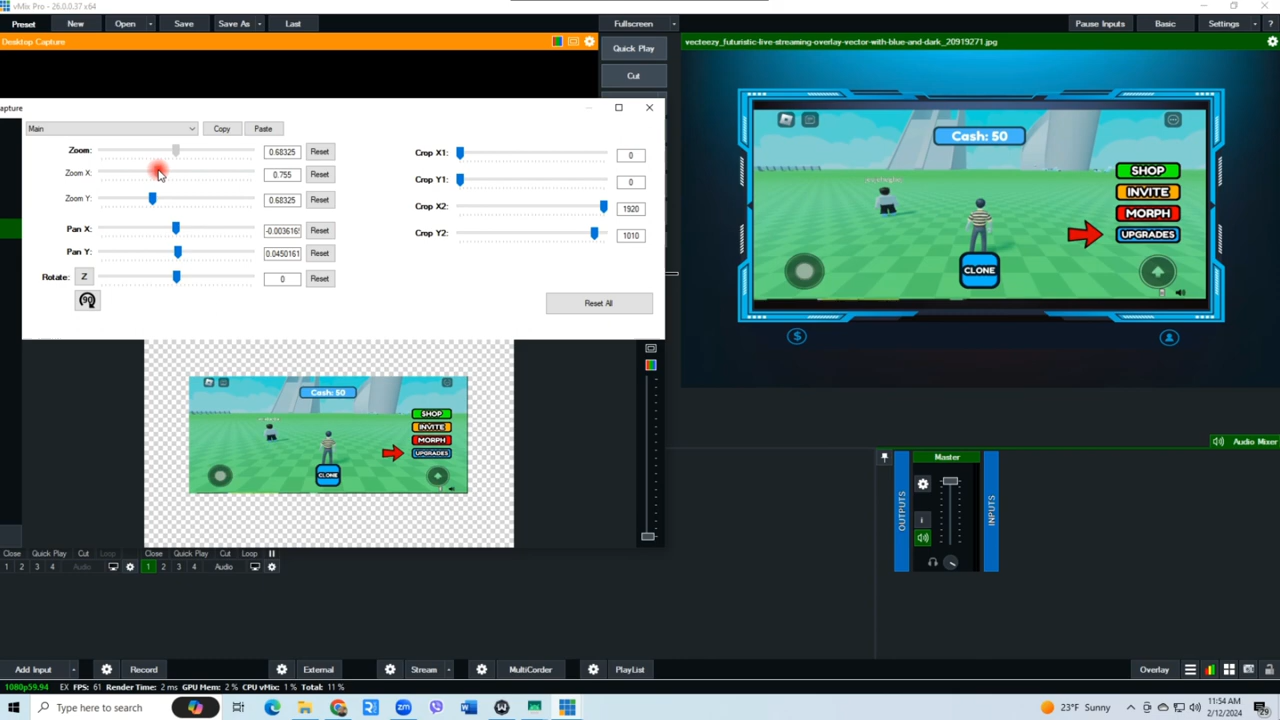 vMix Pro - 26.0.0.37 x64
Preset New Open Save Save As Last Fullscreen Pause Inputs Basic Settings ?
Desktop Capture
Quick Play
Cut
vecteezy_futuristic-live-streaming-overlay-vector-with-blue-and-dark_20919271.jpg
apture
Main Copy Paste
Zoom: 0.68325 Reset
Zoom X: 0.755 Reset
Zoom Y: 0.68325 Reset
Pan X: -0.003616 Reset
Pan Y: 0.0450161 Reset
Rotate: Z 0 Reset
90
Crop X1: 0
Crop Y1: 0
Crop X2: 1920
Crop Y2: 1010
Reset All
Cash: 50
SHOP
INVITE
MORPH
UPGRADES
CLONE
$
Cash: 50
SHOP
INVITE
MORPH
UPGRADES
CLONE
Audio Mixer
Master
OUTPUTS
INPUTS
Close Quick Play Cut Loop Close Quick Play Cut Loop
1 2 3 4 Audio 1 2 3 4 Audio
Add Input Record External Stream MultiCorder PlayList Overlay
1080p59.94 EX FPS: 61 Render Time: 2 ms GPU Mem: 2 % CPU vMix: 1 % Total: 11 %
Type here to search
23°F Sunny
11:54 AM
2/12/2024
29